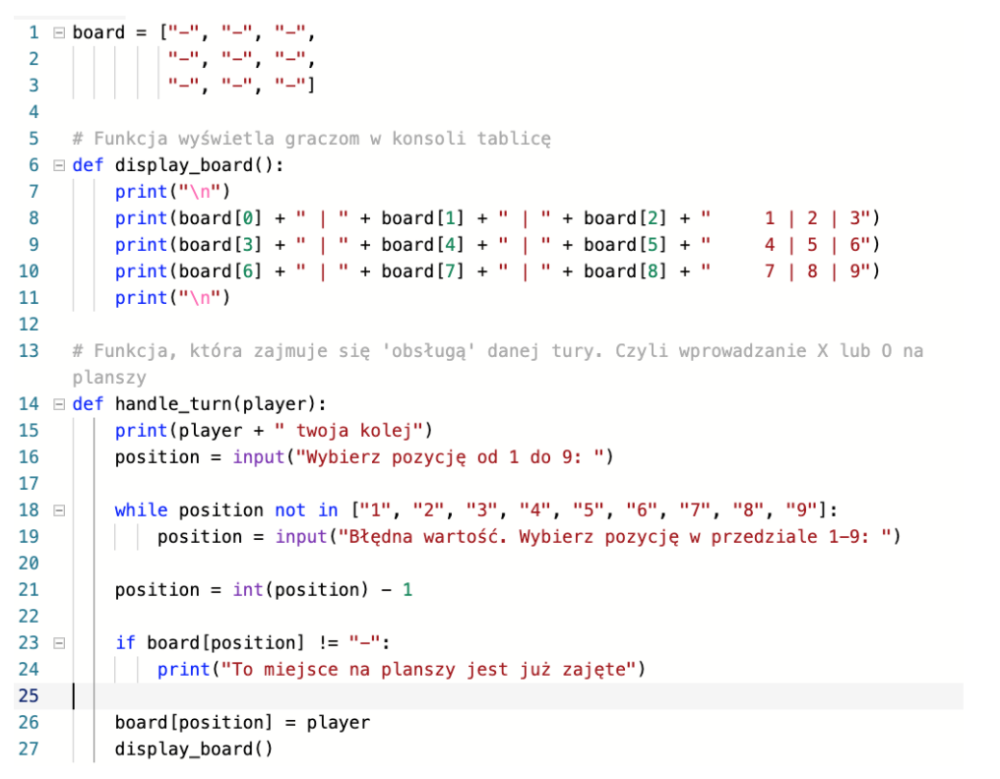 1 board = ["-", "-", "-",
2 "-", "-", "-",
3 "-", "-", "-"]
4
5 # Funkcja wyświetla graczom w konsoli tablicę
6 def display_board():
7 print("\n")
8 print(board[0] + " | " + board[1] + " | " + board[2] + "     1 | 2 | 3")
9 print(board[3] + " | " + board[4] + " | " + board[5] + "     4 | 5 | 6")
10 print(board[6] + " | " + board[7] + " | " + board[8] + "     7 | 8 | 9")
11 print("\n")
12
13 # Funkcja, która zajmuje się 'obsługą' danej tury. Czyli wprowadzanie X lub O na
planszy
14 def handle_turn(player):
15 print(player + " twoja kolej")
16 position = input("Wybierz pozycję od 1 do 9: ")
17
18 while position not in ["1", "2", "3", "4", "5", "6", "7", "8", "9"]:
19 position = input("Błędna wartość. Wybierz pozycję w przedziale 1-9: ")
20
21 position = int(position) - 1
22
23 if board[position] != "-":
24 print("To miejsce na planszy jest już zajęte")
25
26 board[position] = player
27 display_board()